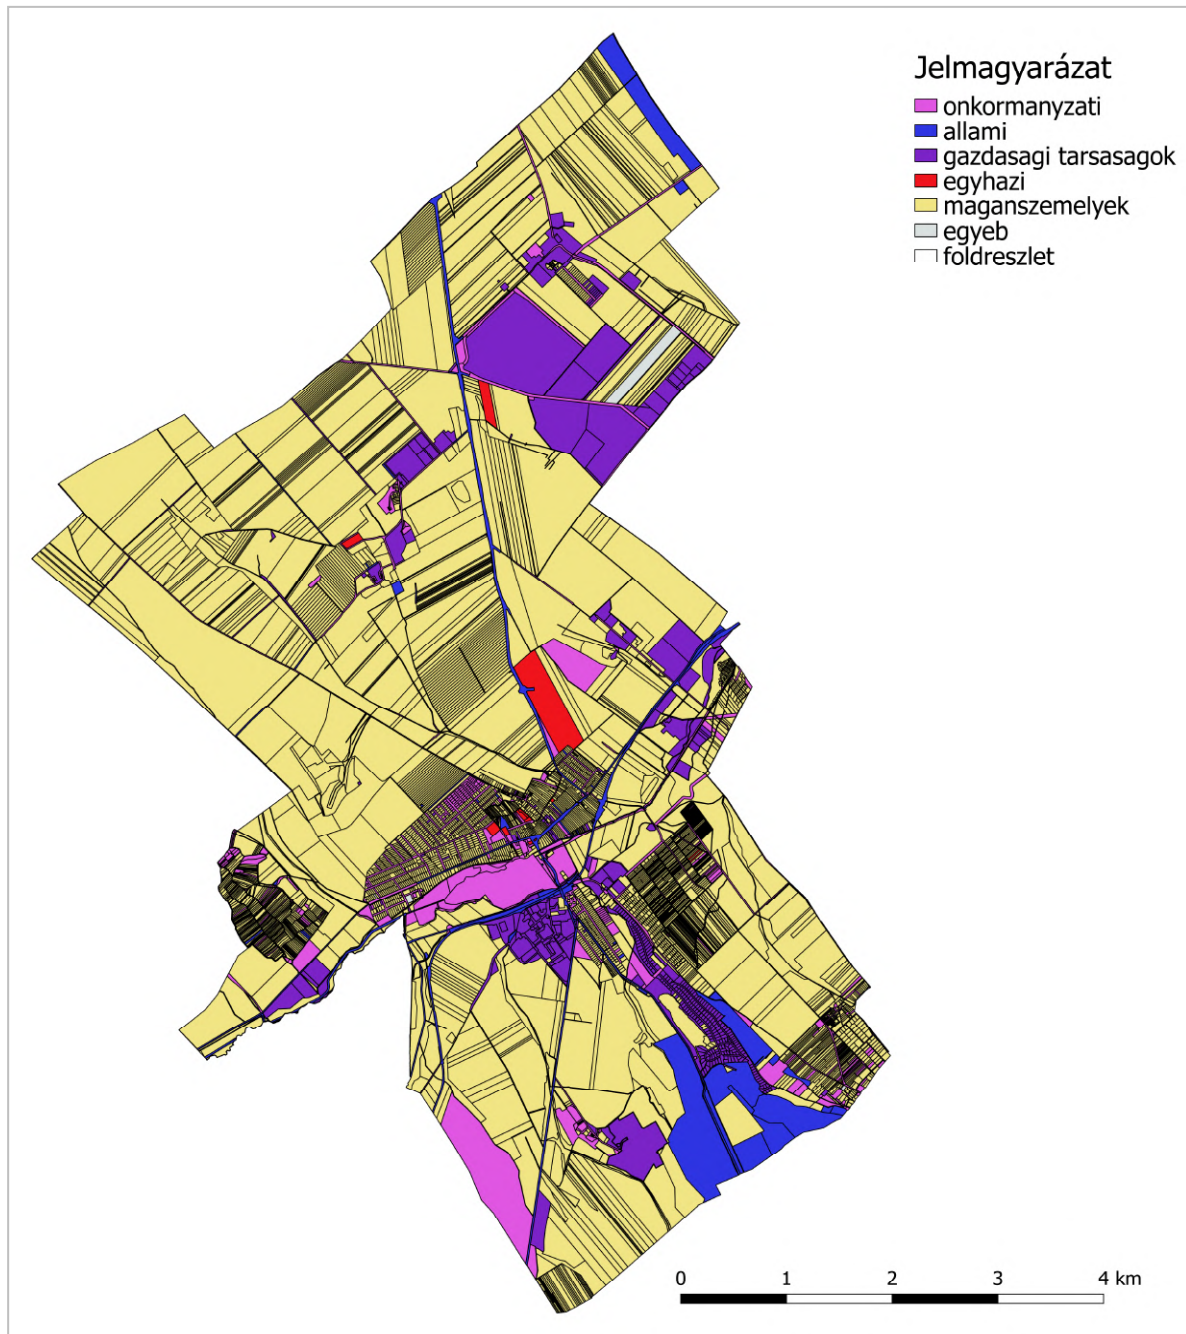 Jelmagyarázat
onkormanyzati
allami
gazdasagi tarsasagok
egyhazi
maganszemelyek
egyeb
foldreszlet
0 1 2 3 4 km